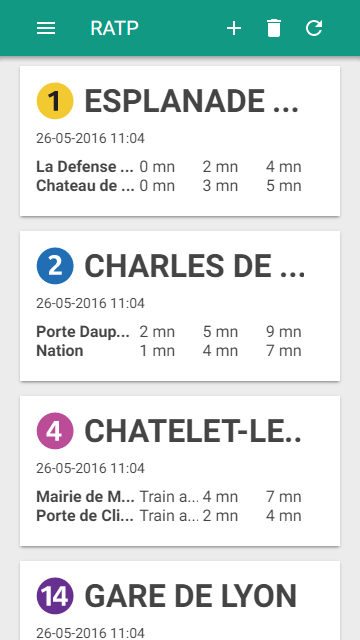 RATP
1 ESPLANADE ...
26-05-2016 11:04
La Defense ... 0 mn 2 mn 4 mn
Chateau de ... 0 mn 3 mn 5 mn
2 CHARLES DE ...
26-05-2016 11:04
Porte Daup... 2 mn 5 mn 9 mn
Nation 1 mn 4 mn 7 mn
4 CHATELET-LE..
26-05-2016 11:04
Mairie de M... Train a... 4 mn 7 mn
Porte de Cli... Train a... 2 mn 4 mn
14 GARE DE LYON
26-05-2016 11:04